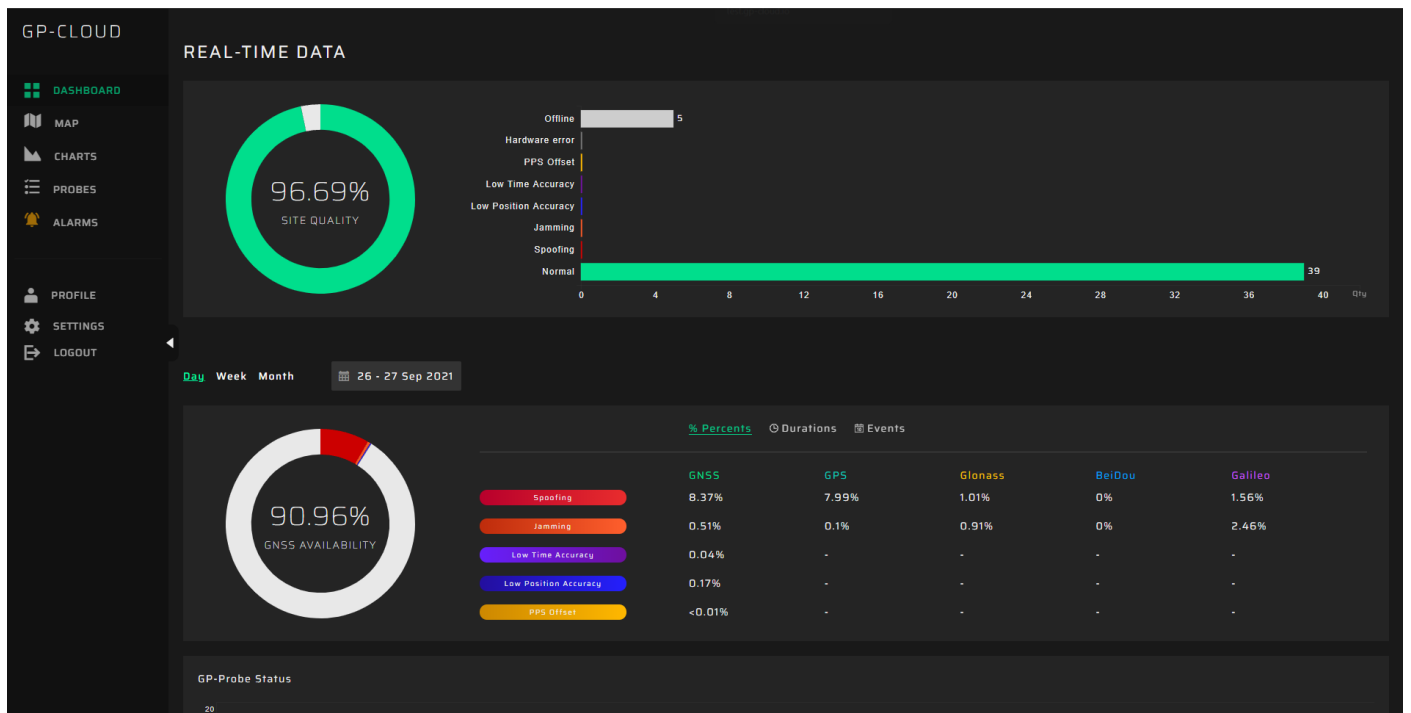 GP-CLOUD
DASHBOARD
MAP
CHARTS
PROBES
ALARMS
PROFILE
SETTINGS
LOGOUT
REAL-TIME DATA
96.69%
SITE QUALITY
Offline 5
Hardware error
PPS Offset
Low Time Accuracy
Low Position Accuracy
Jamming
Spoofing
Normal 39
0 4 8 12 16 20 24 28 32 36 40 Qty
Day Week Month 26 - 27 Sep 2021
90.96%
GNSS AVAILABILITY
% Percents Durations Events
GNSS GPS Glonass BeiDou Galileo
Spoofing 8.37% 7.99% 1.01% 0% 1.56%
Jamming 0.51% 0.1% 0.91% 0% 2.46%
Low Time Accuracy 0.04% - - - -
Low Position Accuracy 0.17% - - - -
PPS Offset <0.01% - - - -
GP-Probe Status
20